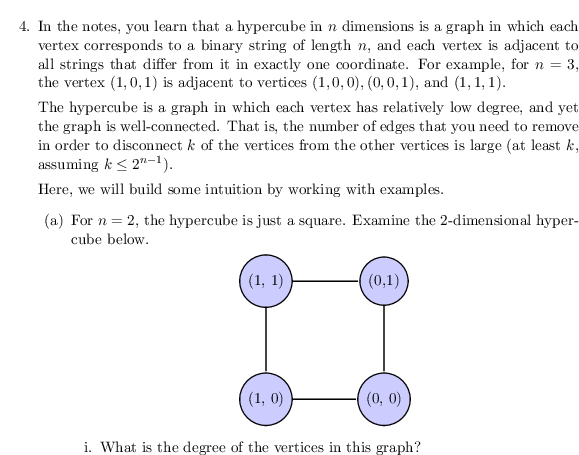 4. In the notes, you learn that a hypercube in n dimensions is a graph in which each
vertex corresponds to a binary string of length n, and each vertex is adjacent to
all strings that differ from it in exactly one coordinate. For example, for n = 3,
the vertex (1, 0, 1) is adjacent to vertices (1, 0, 0), (0, 0, 1), and (1, 1, 1).
The hypercube is a graph in which each vertex has relatively low degree, and yet
the graph is well-connected. That is, the number of edges that you need to remove
in order to disconnect k of the vertices from the other vertices is large (at least k,
assuming k ≤ 2ⁿ⁻¹).
Here, we will build some intuition by working with examples.
(a) For n = 2, the hypercube is just a square. Examine the 2-dimensional hyper-
cube below.
(1, 1) (0,1)
(1, 0) (0, 0)
i. What is the degree of the vertices in this graph?